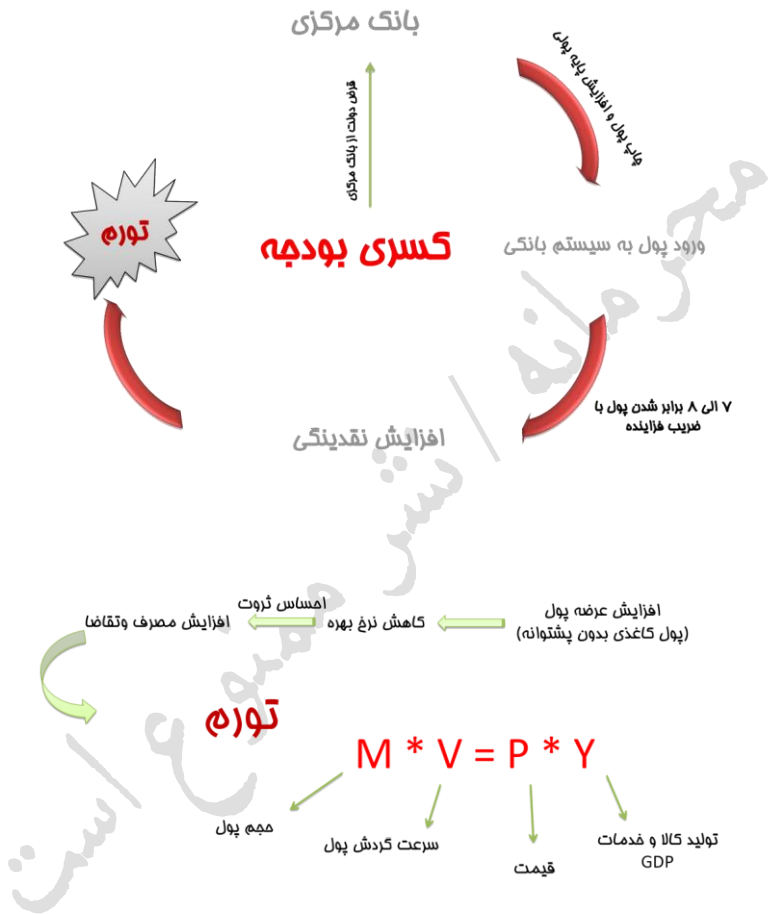 بانک مرکزی
چاپ پول و افزایش پایه پولی
قرض دولت از بانک مرکزی
تورم
کسری بودجه
ورود پول به سیستم بانکی
۷ الی ۸ برابر شدن پول با
ضریب فزاینده
افزایش نقدینگی
افزایش عرضه پول
(پول کاغذی بدون پشتوانه)
کاهش نرخ بهره
احساس ثروت
افزایش مصرف وتقاضا
تورم
M * V = P * Y
حجم پول
سرعت گردش پول
قیمت
تولید کالا و خدمات
GDP
محرمانه / نشر ممنوع است